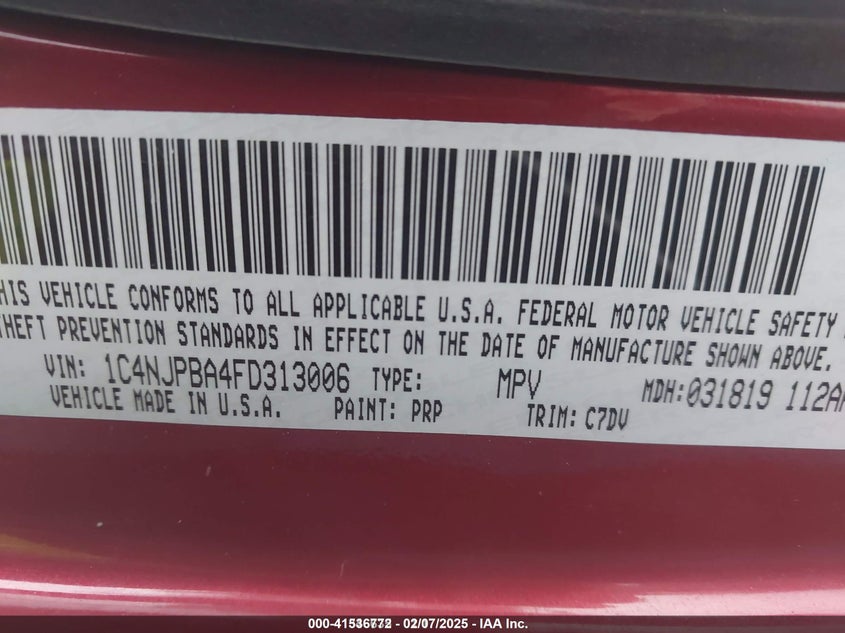 HIS VEHICLE CONFORMS TO ALL APPLICABLE U.S.A. FEDERAL MOTOR VEHICLE SAFETY
THEFT PREVENTION STANDARDS IN EFFECT ON THE DATE OF MANUFACTURE SHOWN ABOVE.
VIN: 1C4NJPBA4FD313006 TYPE: MPV MDH:031819 112A
VEHICLE MADE IN U.S.A. PAINT: PRP TRIM: C7DV
000-41536772 - 02/07/2025 - IAA Inc.